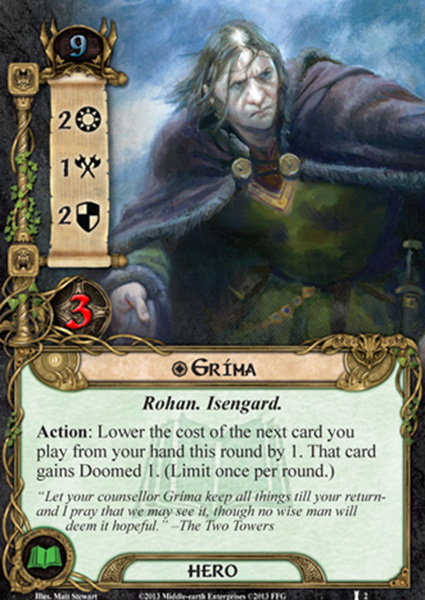 9
2
1
2
3
Gríma
Rohan. Isengard.
Action: Lower the cost of the next card you
play from your hand this round by 1. That card
gains Doomed 1. (Limit once per round.)
“Let your counsellor Gríma keep all things till your return-
and I pray that we may see it, though no wise man will
deem it hopeful.” –The Two Towers
HERO
Illus. Matt Stewart ©2013 Middle-earth Enterprises ©2013 FFG 2